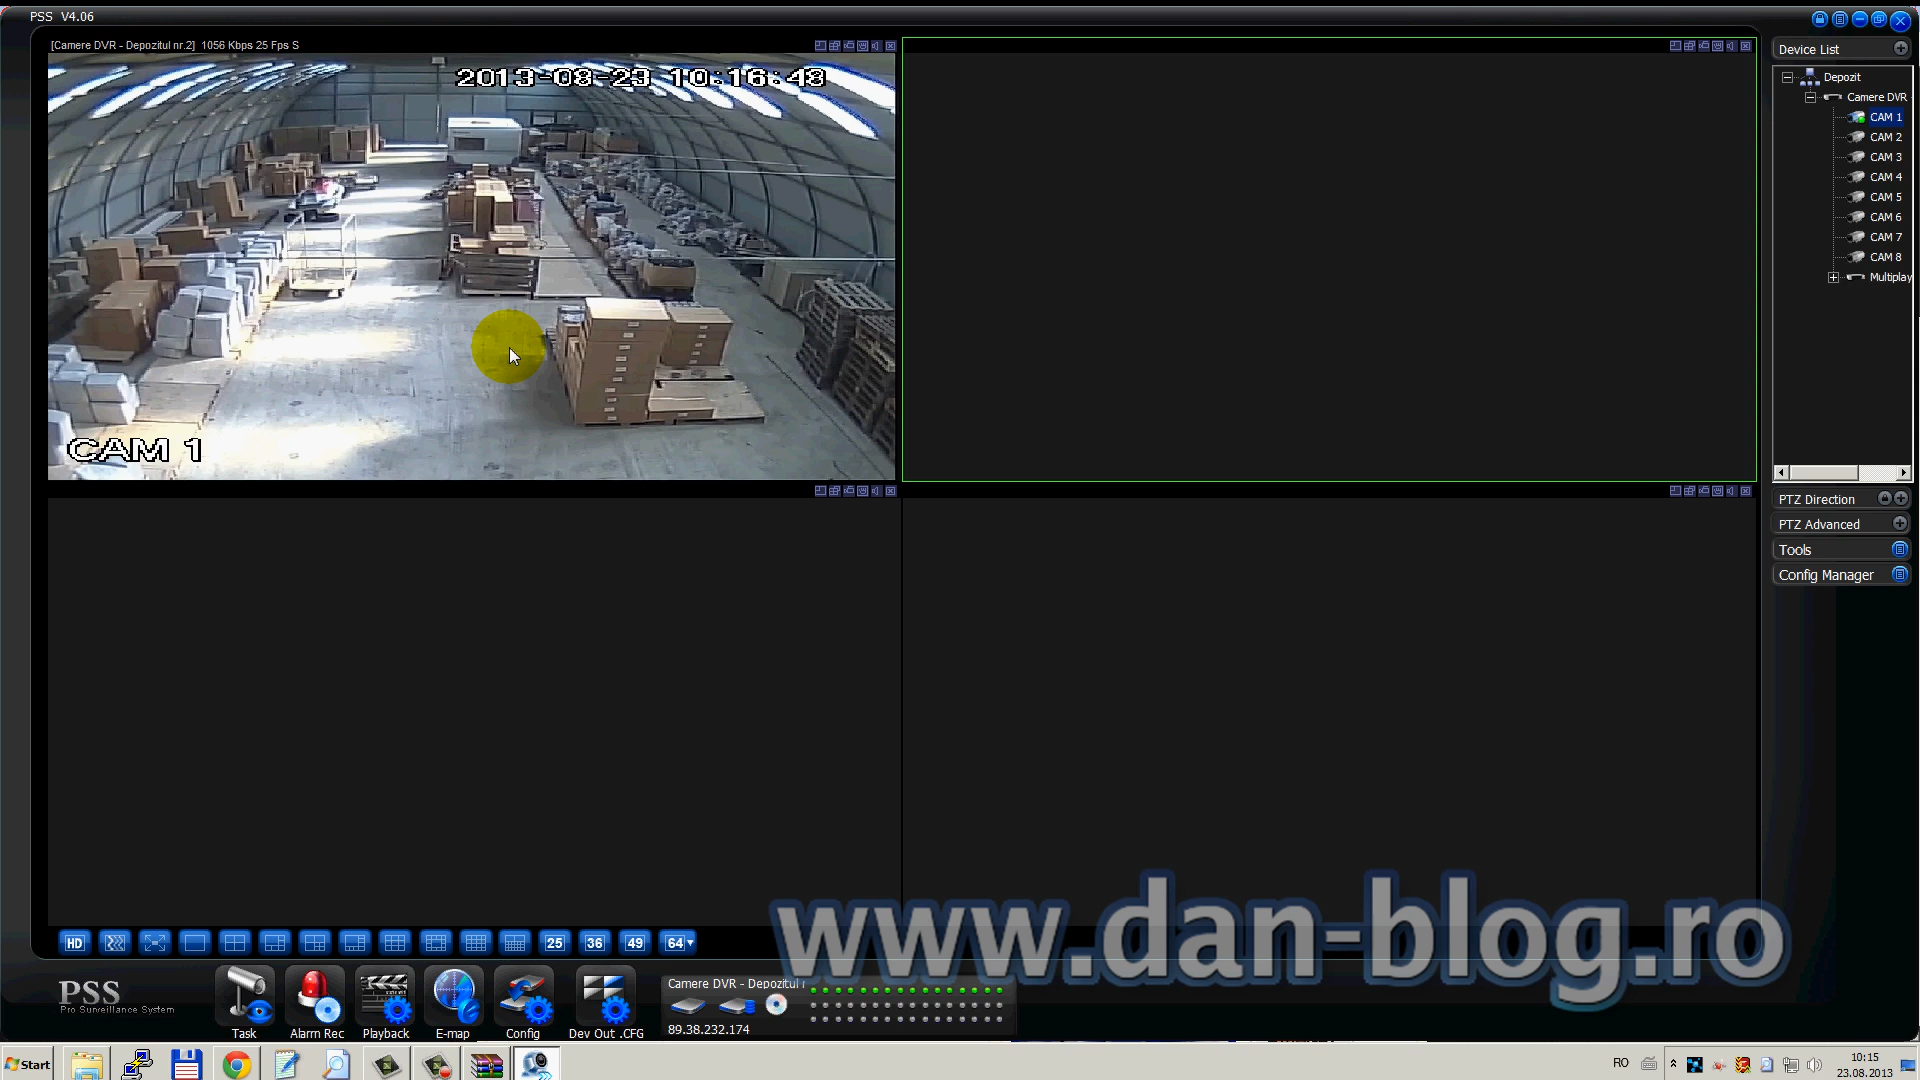 PSS V4.06
[Camere DVR - Depozitul nr.2] 1056 Kbps 25 Fps S
2013-08-23 10:16:48
CAM 1
Device List
Depozit
Camere DVR
CAM 1
CAM 2
CAM 3
CAM 4
CAM 5
CAM 6
CAM 7
CAM 8
Multiplay
PTZ Direction
PTZ Advanced
Tools
Config Manager
www.dan-blog.ro
HD
25
36
49
64
PSS
Pro Surveillance System
Task
Alarm Rec
Playback
E-map
Config
Dev Out .CFG
Camere DVR - Depozitul
89.38.232.174
Start
RO
10:15
23.08.2013